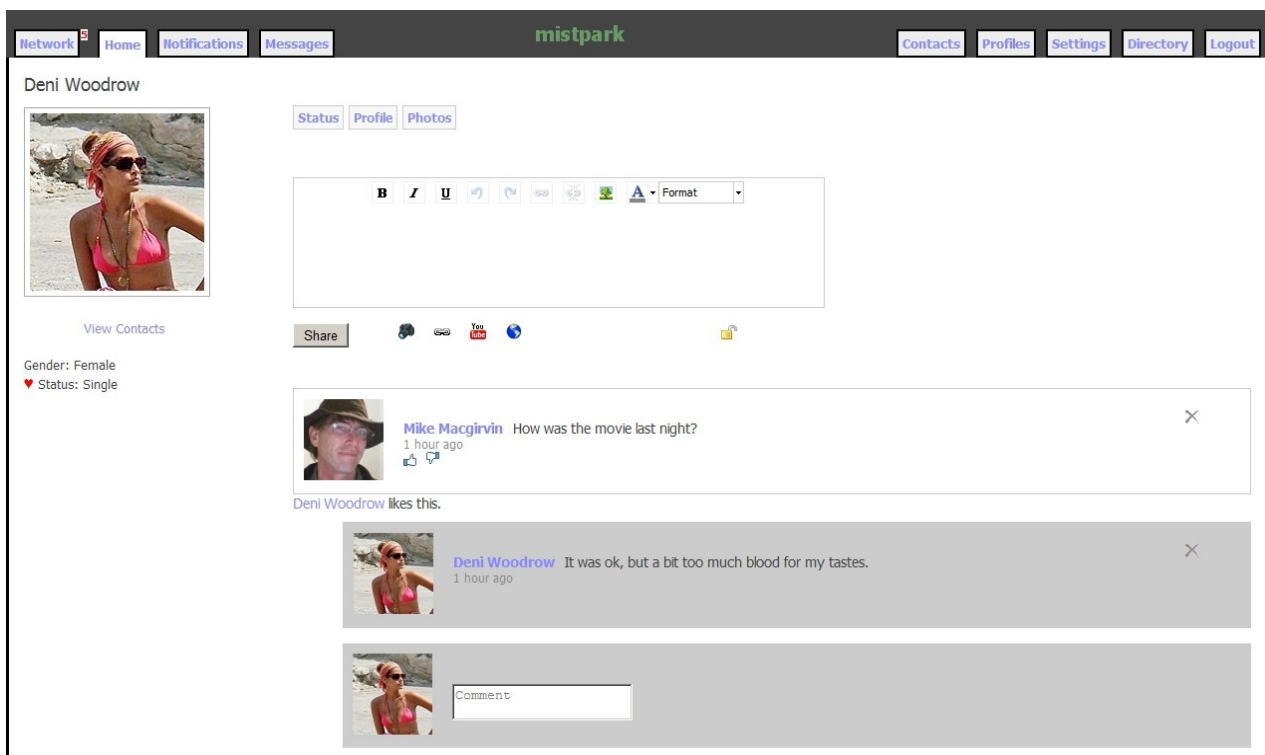 mistpark
Network 5 Home Notifications Messages
Contacts Profiles Settings Directory Logout
Deni Woodrow
Status Profile Photos
B I U A Format
View Contacts
Share You Tube
Gender: Female
Status: Single
Mike Macgirvin How was the movie last night?
1 hour ago
Deni Woodrow likes this.
Deni Woodrow It was ok, but a bit too much blood for my tastes.
1 hour ago
Comment